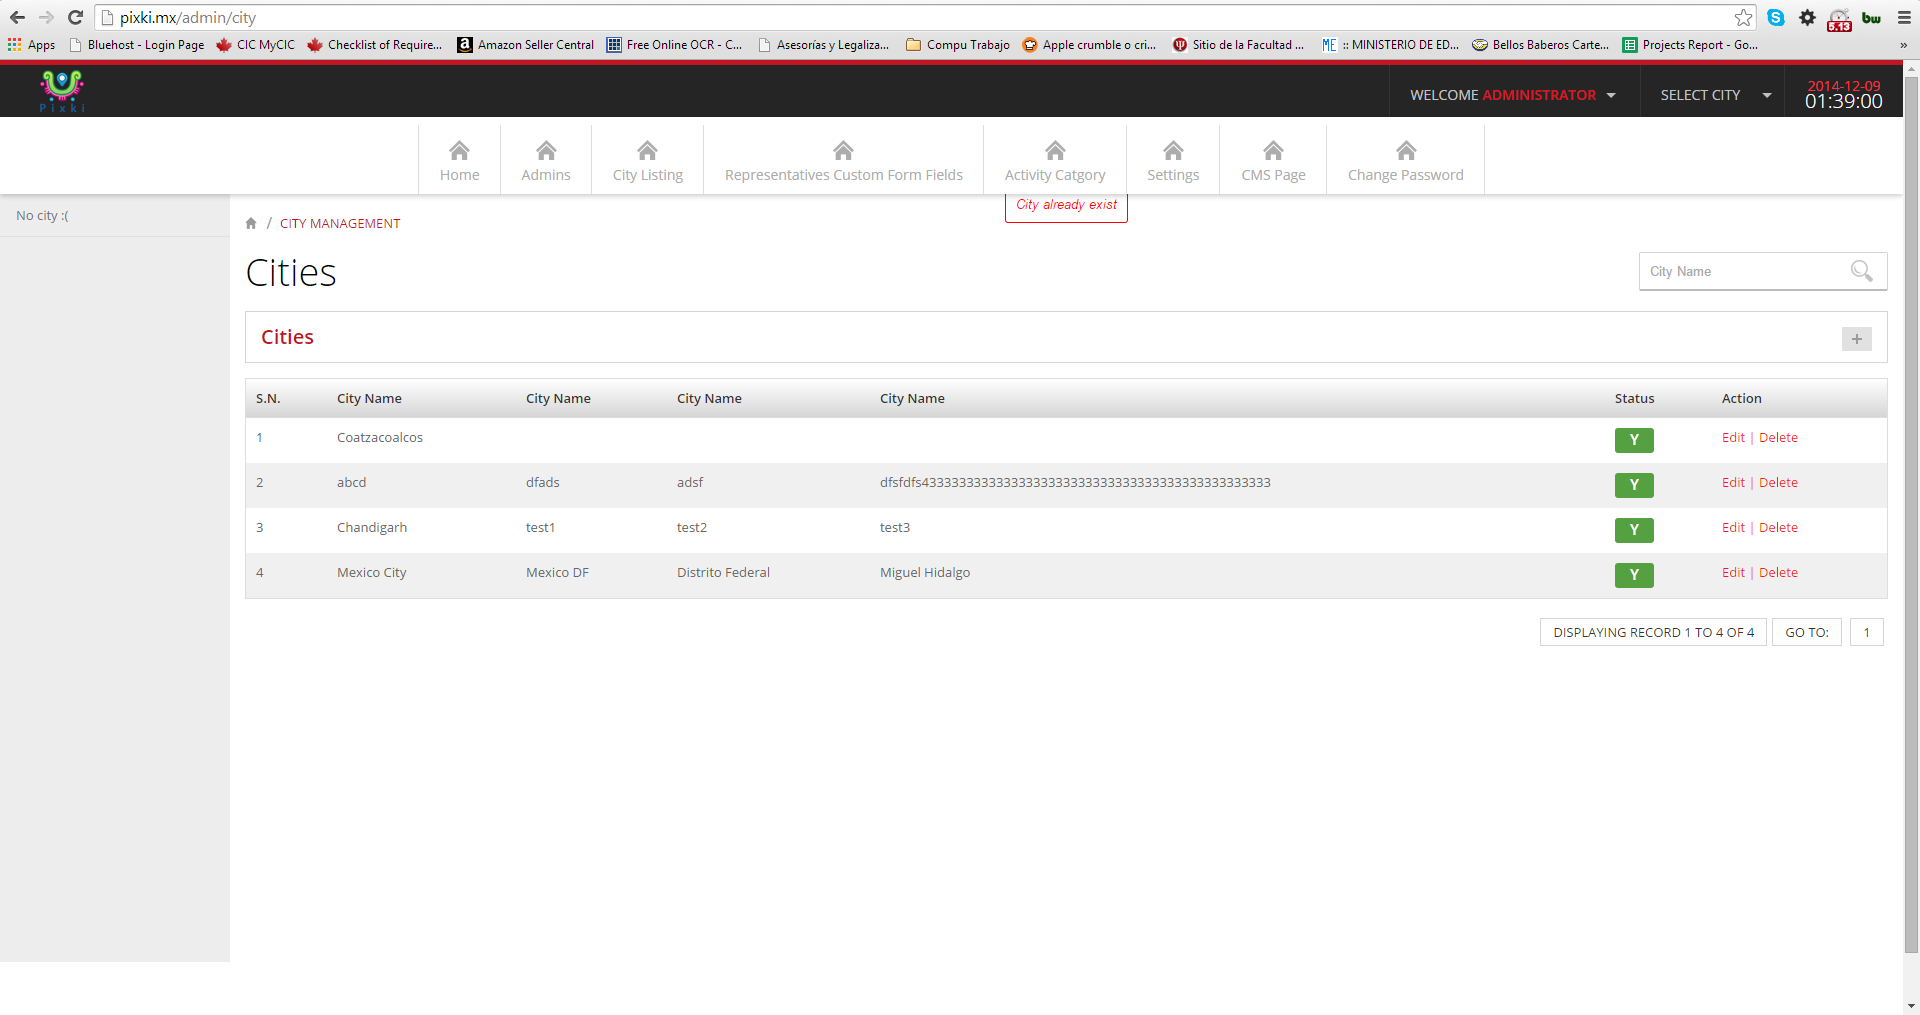 pixki.mx/admin/city
5.13
bw
Apps
Bluehost - Login Page
CIC MyCIC
Checklist of Require...
Amazon Seller Central
Free Online OCR - C...
Asesorías y Legaliza...
Compu Trabajo
Apple crumble o cri...
Sitio de la Facultad ...
ME
:: MINISTERIO DE ED...
Bellos Baberos Carte...
Projects Report - Go...
»
Pixki
WELCOME ADMINISTRATOR
SELECT CITY
2014-12-09
01:39:00
Home
Admins
City Listing
Representatives Custom Form Fields
Activity Catgory
Settings
CMS Page
Change Password
No city :(
/ CITY MANAGEMENT
City already exist
Cities
City Name
Cities
+
S.N. City Name City Name City Name City Name Status Action
1 Coatzacoalcos Y Edit | Delete
2 abcd dfads adsf dfsfdfs43333333333333333333333333333333333333333333333 Y Edit | Delete
3 Chandigarh test1 test2 test3 Y Edit | Delete
4 Mexico City Mexico DF Distrito Federal Miguel Hidalgo Y Edit | Delete
DISPLAYING RECORD 1 TO 4 OF 4
GO TO:
1